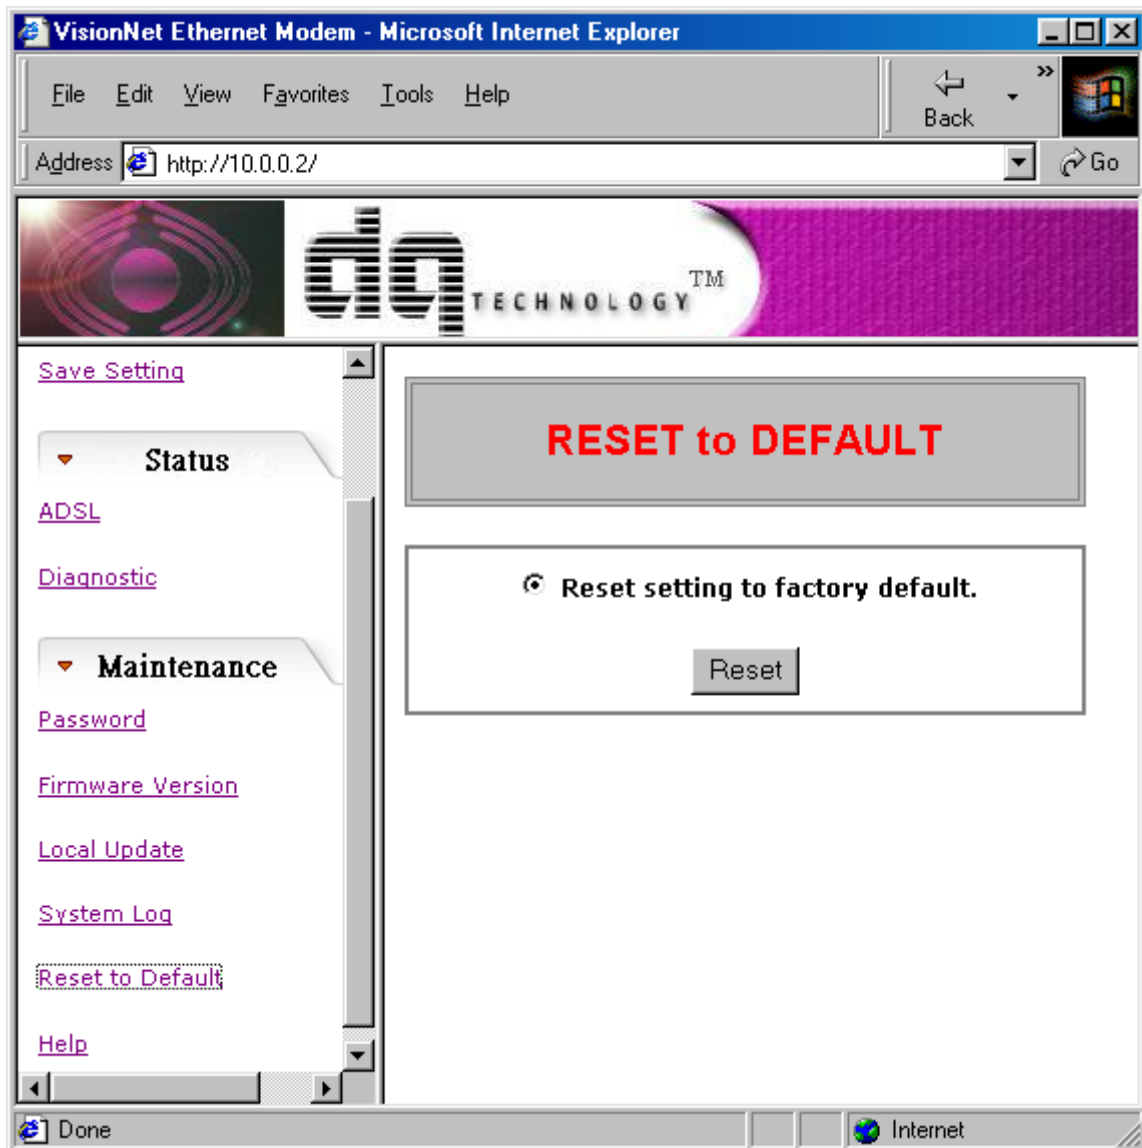 VisionNet Ethernet Modem - Microsoft Internet Explorer
File Edit View Favorites Tools Help
Back
»
Address http://10.0.0.2/ Go
dq TECHNOLOGY TM
Save Setting
Status
ADSL
Diagnostic
Maintenance
Password
Firmware Version
Local Update
System Log
Reset to Default
Help
RESET to DEFAULT
Reset setting to factory default.
Reset
Done Internet